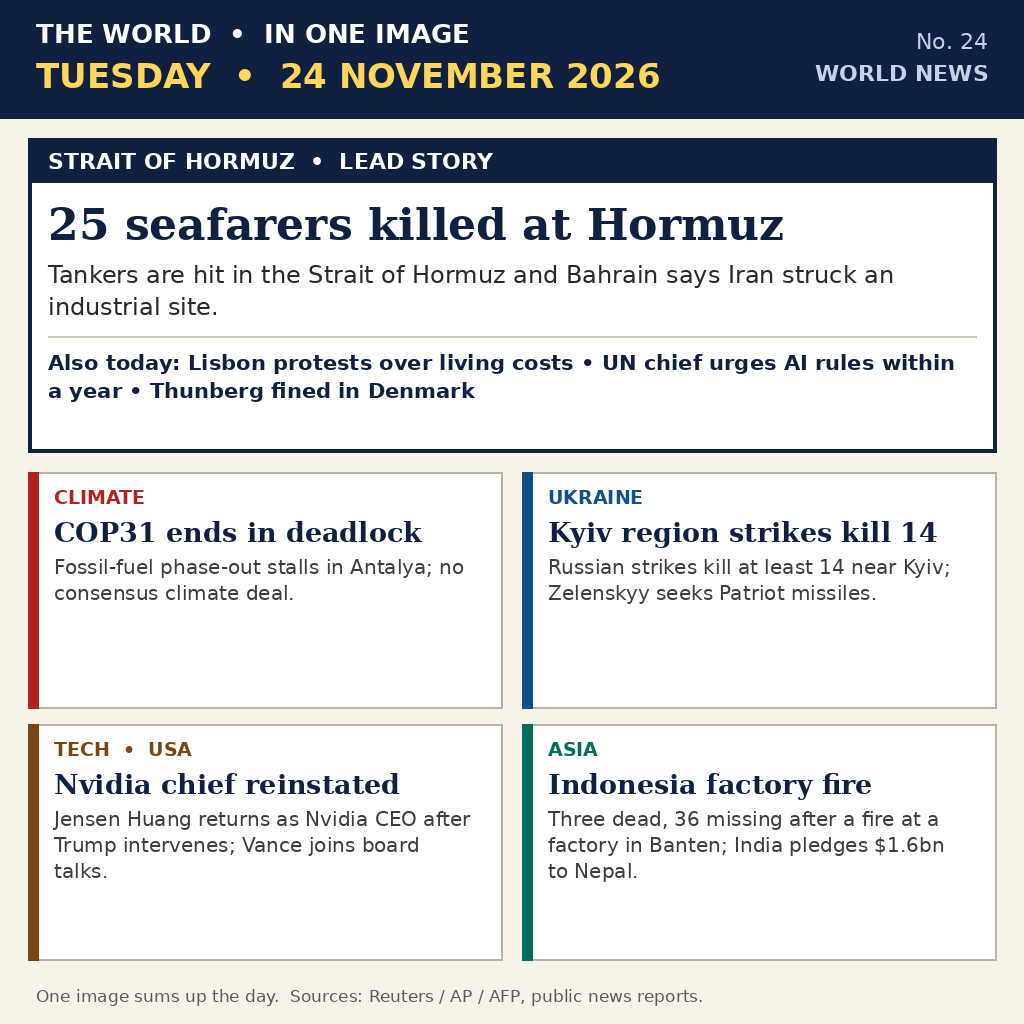 THE WORLD • IN ONE IMAGE
TUESDAY • 24 NOVEMBER 2026
No. 24
WORLD NEWS
STRAIT OF HORMUZ • LEAD STORY
25 seafarers killed at Hormuz
Tankers are hit in the Strait of Hormuz and Bahrain says Iran struck an
industrial site.
Also today: Lisbon protests over living costs • UN chief urges AI rules within
a year • Thunberg fined in Denmark
CLIMATE
COP31 ends in deadlock
Fossil-fuel phase-out stalls in Antalya; no
consensus climate deal.
UKRAINE
Kyiv region strikes kill 14
Russian strikes kill at least 14 near Kyiv;
Zelenskyy seeks Patriot missiles.
TECH • USA
Nvidia chief reinstated
Jensen Huang returns as Nvidia CEO after
Trump intervenes; Vance joins board
talks.
ASIA
Indonesia factory fire
Three dead, 36 missing after a fire at a
factory in Banten; India pledges $1.6bn
to Nepal.
One image sums up the day. Sources: Reuters / AP / AFP, public news reports.